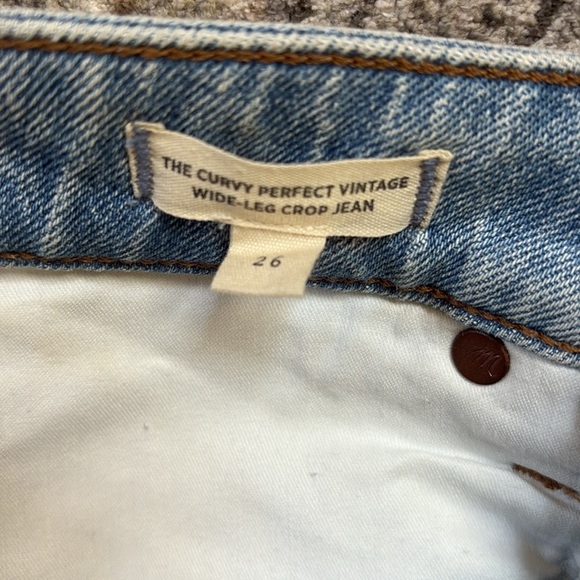 THE CURVY PERFECT VINTAGE
WIDE-LEG CROP JEAN
26
m